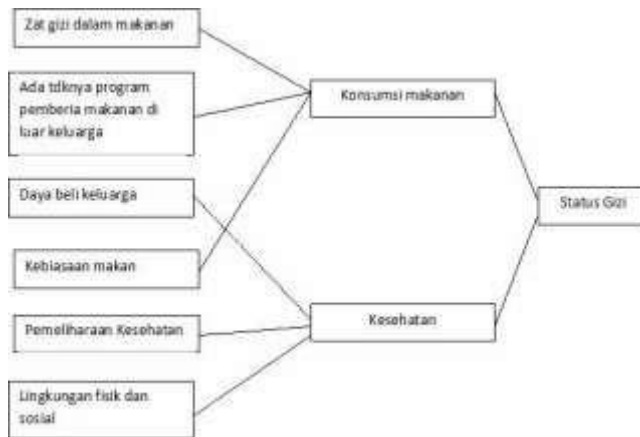 Zat gizi dalam makanan
Ada tdknya program
pemberia makanan di
luar keluarga
Daya beli keluarga
Kebiasaan makan
Pemeliharaan Kesehatan
Lingkungan fisik dan
sosial
Konsumsi makanan
Kesehatan
Status Gizi